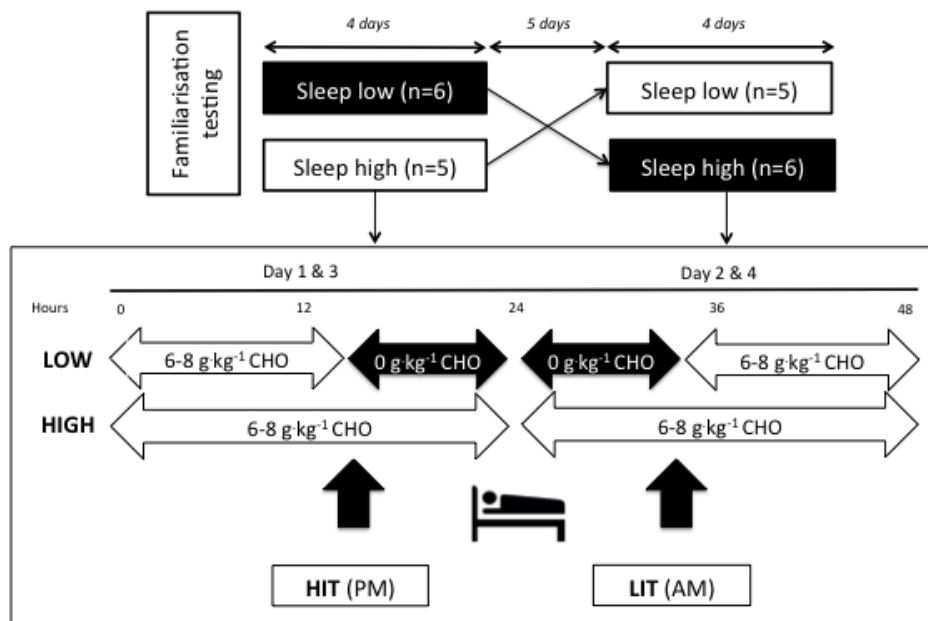 Familiarisation
testing
4 days
5 days
4 days
Sleep low (n=6)
Sleep low (n=5)
Sleep high (n=5)
Sleep high (n=6)
Day 1 & 3
Day 2 & 4
Hours
0
12
24
36
48
LOW
6-8 g·kg⁻¹ CHO
0 g·kg⁻¹ CHO
0 g·kg⁻¹ CHO
6-8 g·kg⁻¹ CHO
HIGH
6-8 g·kg⁻¹ CHO
6-8 g·kg⁻¹ CHO
HIT (PM)
LIT (AM)